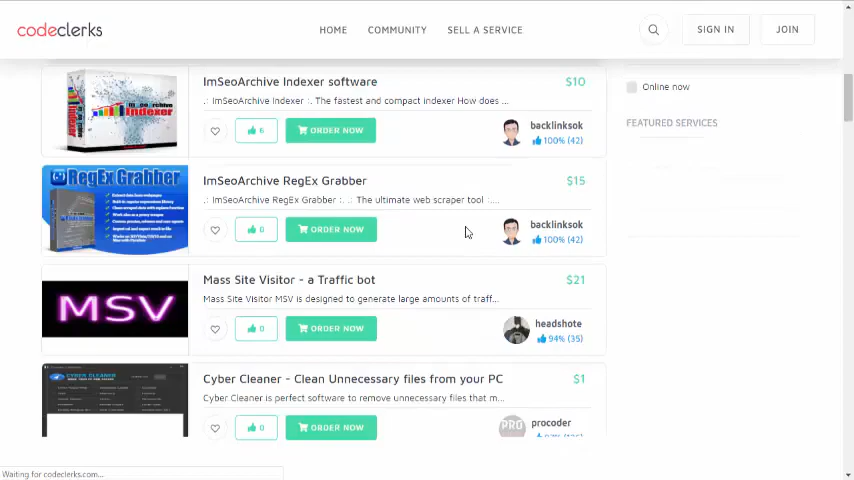 codeclerks
HOME COMMUNITY SELL A SERVICE
SIGN IN JOIN
ImSeoArchive Indexer software $10
.: ImSeoArchive Indexer :. The fastest and compact indexer How does ...
6 ORDER NOW
backlinksok
100% (42)
Online now
FEATURED SERVICES
RegEx Grabber
ImSeoArchive RegEx Grabber $15
.: ImSeoArchive RegEx Grabber :. .: The ultimate web scraper tool :...
0 ORDER NOW
backlinksok
100% (42)
MSV
Mass Site Visitor - a Traffic bot $21
Mass Site Visitor MSV is designed to generate large amounts of traff...
0 ORDER NOW
headshote
94% (35)
CYBER CLEANER
Cyber Cleaner - Clean Unnecessary files from your PC $1
Cyber Cleaner is perfect software to remove unnecessary files that m...
0 ORDER NOW
PRO
procoder
Waiting for codeclerks.com...